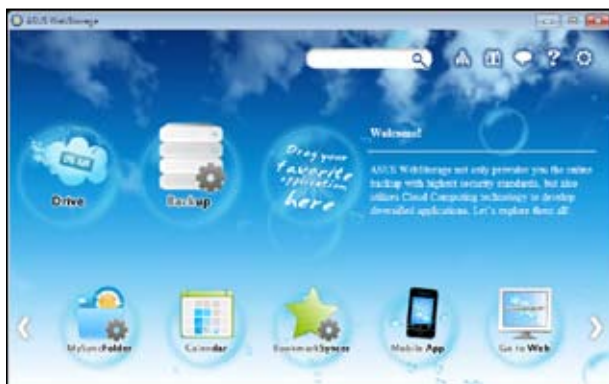 ASUS WebStorage
Welcome!
ASUS WebStorage not only provides you the online
backup with highest security standards, but also
utilizes Cloud Computing technology to develop
diversified applications. Let's explore them all!
Drag your
favorite
application
here
Drive
Backup
MySyncFolder
Calendar
BookmarkSyncer
Mobile App
Go to Web